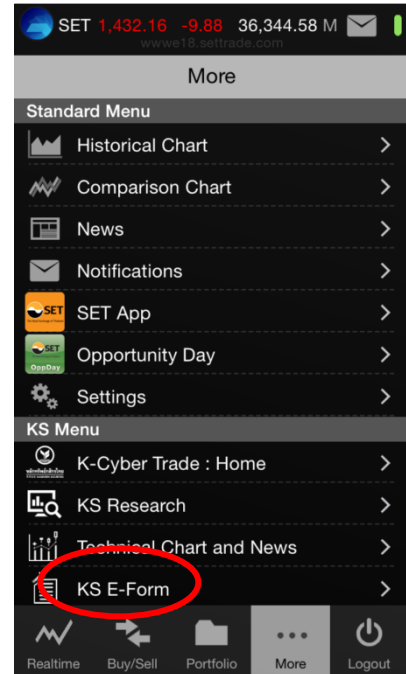 SET 1,432.16 -9.88 36,344.58 M
wwwe18.settrade.com
More
Standard Menu
Historical Chart
Comparison Chart
News
Notifications
SET SET App
SET
OppDay Opportunity Day
Settings
KS Menu
K-Cyber Trade : Home
KS Research
Technical Chart and News
KS E-Form
Realtime Buy/Sell Portfolio More Logout